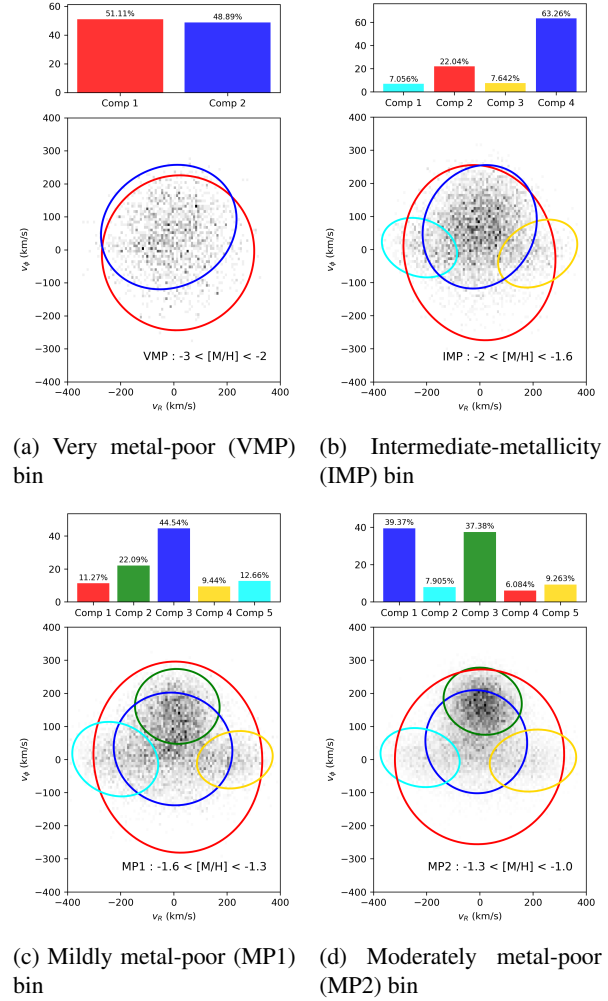 60
40
20
0
51.11%
48.89%
Comp 1
Comp 2
400
300
200
100
0
−100
−200
−300
−400
vϕ (km/s)
VMP : -3 < [M/H] < -2
−400
−200
0
200
400
vR (km/s)
(a) Very metal-poor (VMP)
bin
60
40
20
0
7.056%
22.04%
7.642%
63.26%
Comp 1
Comp 2
Comp 3
Comp 4
400
300
200
100
0
−100
−200
−300
−400
vϕ (km/s)
IMP : -2 < [M/H] < -1.6
−400
−200
0
200
400
vR (km/s)
(b) Intermediate-metallicity
(IMP) bin
40
20
0
11.27%
22.09%
44.54%
9.44%
12.66%
Comp 1
Comp 2
Comp 3
Comp 4
Comp 5
400
300
200
100
0
−100
−200
−300
−400
vϕ (km/s)
MP1 : -1.6 < [M/H] < -1.3
−400
−200
0
200
400
vR (km/s)
(c) Mildly metal-poor (MP1)
bin
40
20
0
39.37%
7.905%
37.38%
6.084%
9.263%
Comp 1
Comp 2
Comp 3
Comp 4
Comp 5
400
300
200
100
0
−100
−200
−300
−400
vϕ (km/s)
MP2 : -1.3 < [M/H] < -1.0
−400
−200
0
200
400
vR (km/s)
(d) Moderately metal-poor
(MP2) bin